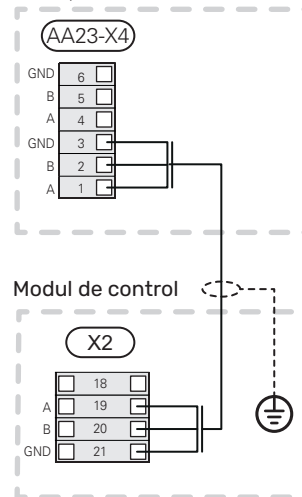 AA23-X4
GND 6
B 5
A 4
GND 3
B 2
A 1
Modul de control
X2
18
A 19
B 20
GND 21